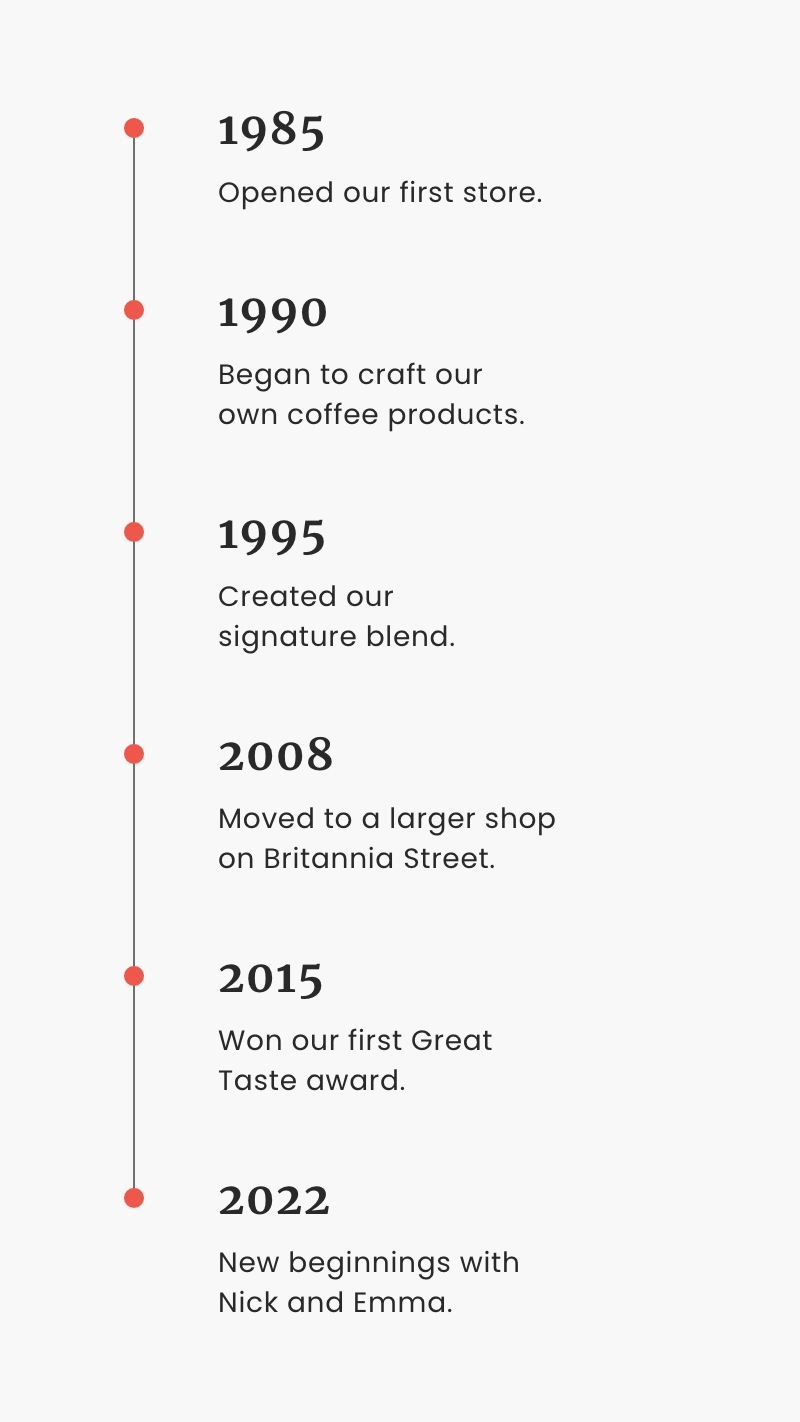 1985
Opened our first store.
1990
Began to craft our
own coffee products.
1995
Created our
signature blend.
2008
Moved to a larger shop
on Britannia Street.
2015
Won our first Great
Taste award.
2022
New beginnings with
Nick and Emma.